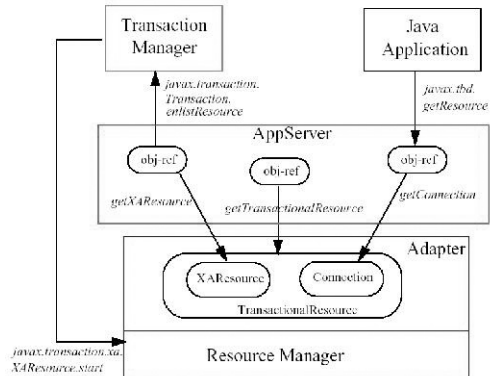 Transaction
Manager
Java
Application
javax.transaction.
Transaction.
enlistResource
javax.tbd.
getResource
AppServer
obj-ref
obj-ref
obj-ref
getXAResource
getTransactionalResource
getConnection
Adapter
XAResource
Connection
TransactionalResource
javax.transaction.xa.
XAResource.start
Resource Manager